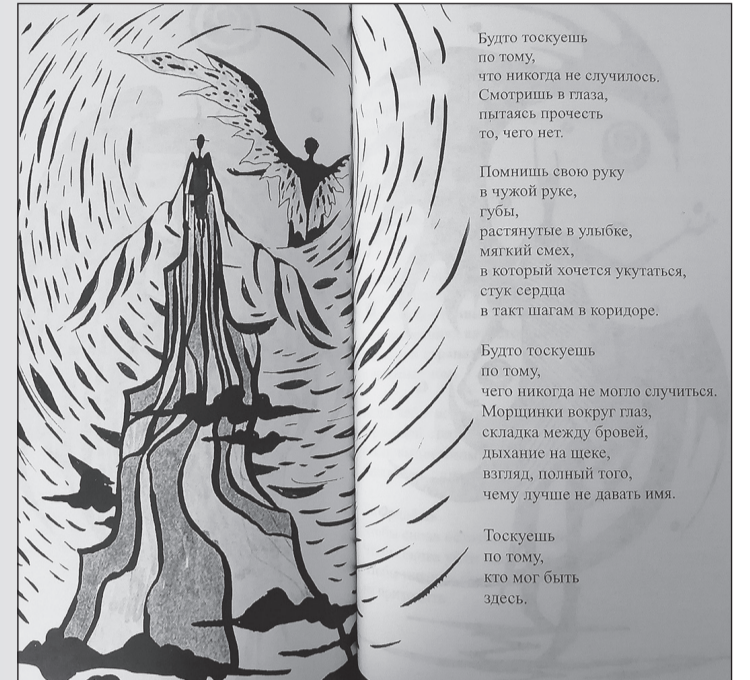 Будто тоскуешь
по тому,
что никогда не случилось.
Смотришь в глаза,
пытаясь прочесть
то, чего нет.
Помнишь свою руку
в чужой руке,
губы,
растянутые в улыбке,
мягкий смех,
в который хочется укутаться,
стук сердца
в такт шагам в коридоре.
Будто тоскуешь
по тому,
чего никогда не могло случиться.
Морщинки вокруг глаз,
складка между бровей,
дыхание на щеке,
взгляд, полный того,
чему лучше не давать имя.
Тоскуешь
по тому,
кто мог быть
здесь.